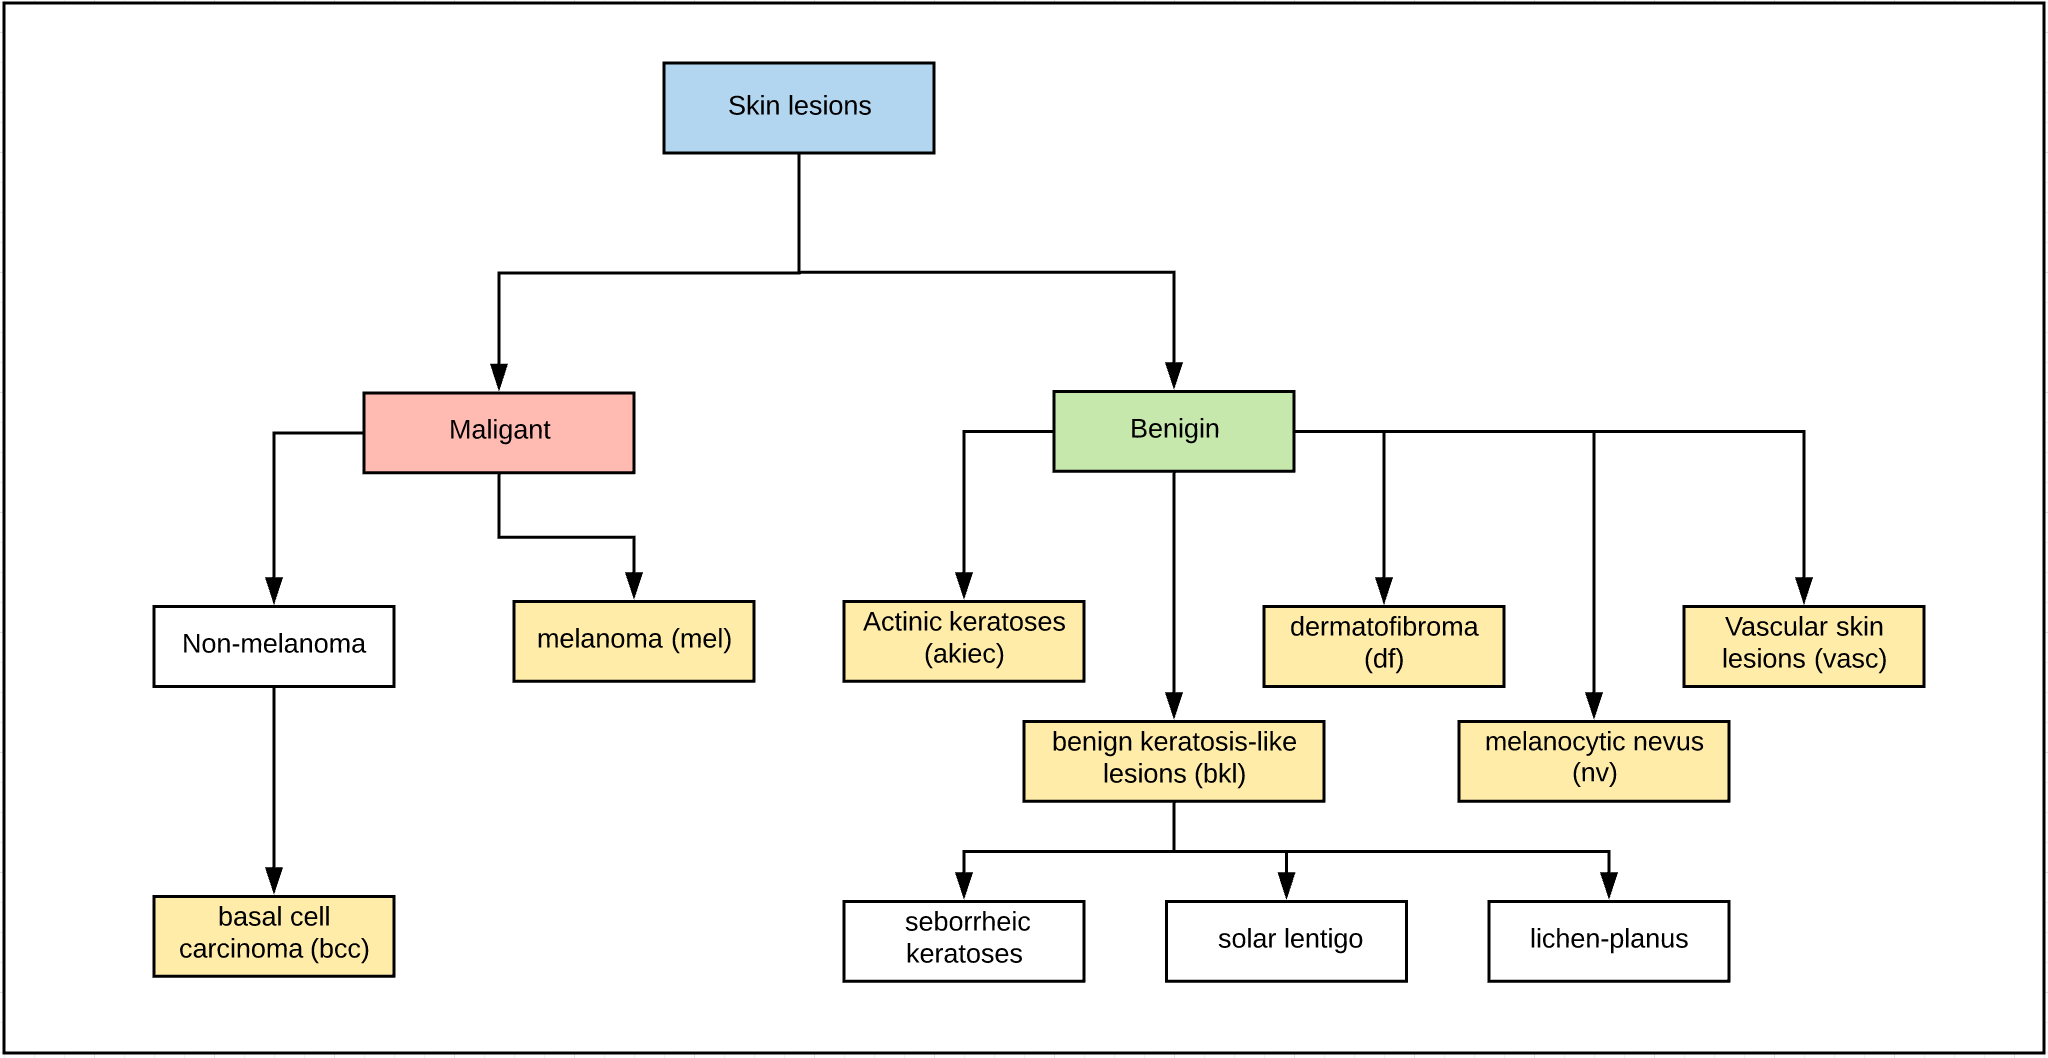 Skin lesions
Maligant
Benigin
Non-melanoma
melanoma (mel)
Actinic keratoses
(akiec)
dermatofibroma
(df)
Vascular skin
lesions (vasc)
benign keratosis-like
lesions (bkl)
melanocytic nevus
(nv)
basal cell
carcinoma (bcc)
seborrheic
keratoses
solar lentigo
lichen-planus